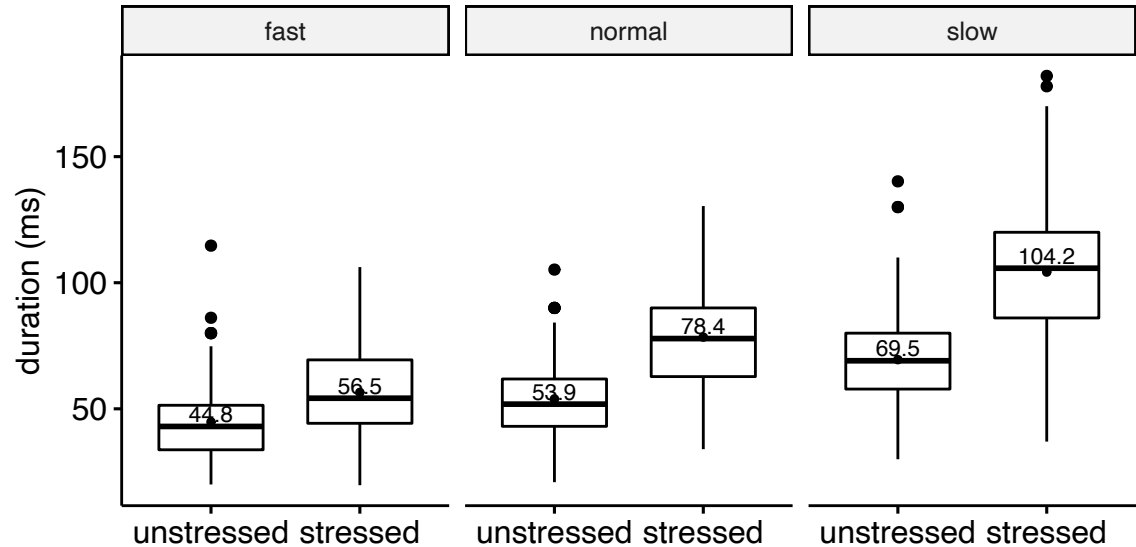 fast normal slow
duration (ms)
150
100
50
44.8 56.5 53.9 78.4 69.5 104.2
unstressed stressed unstressed stressed unstressed stressed